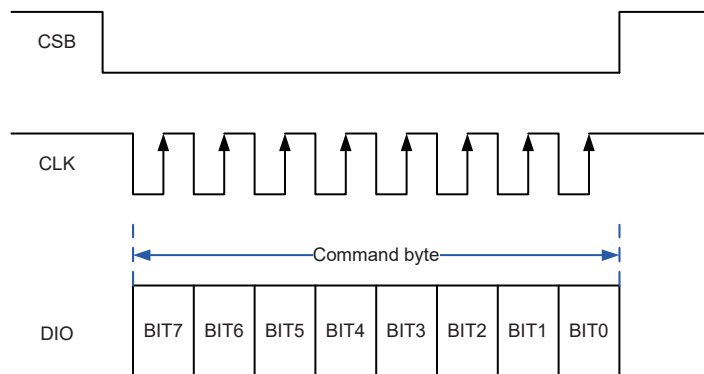 CSB
CLK
Command byte
DIO BIT7 BIT6 BIT5 BIT4 BIT3 BIT2 BIT1 BIT0